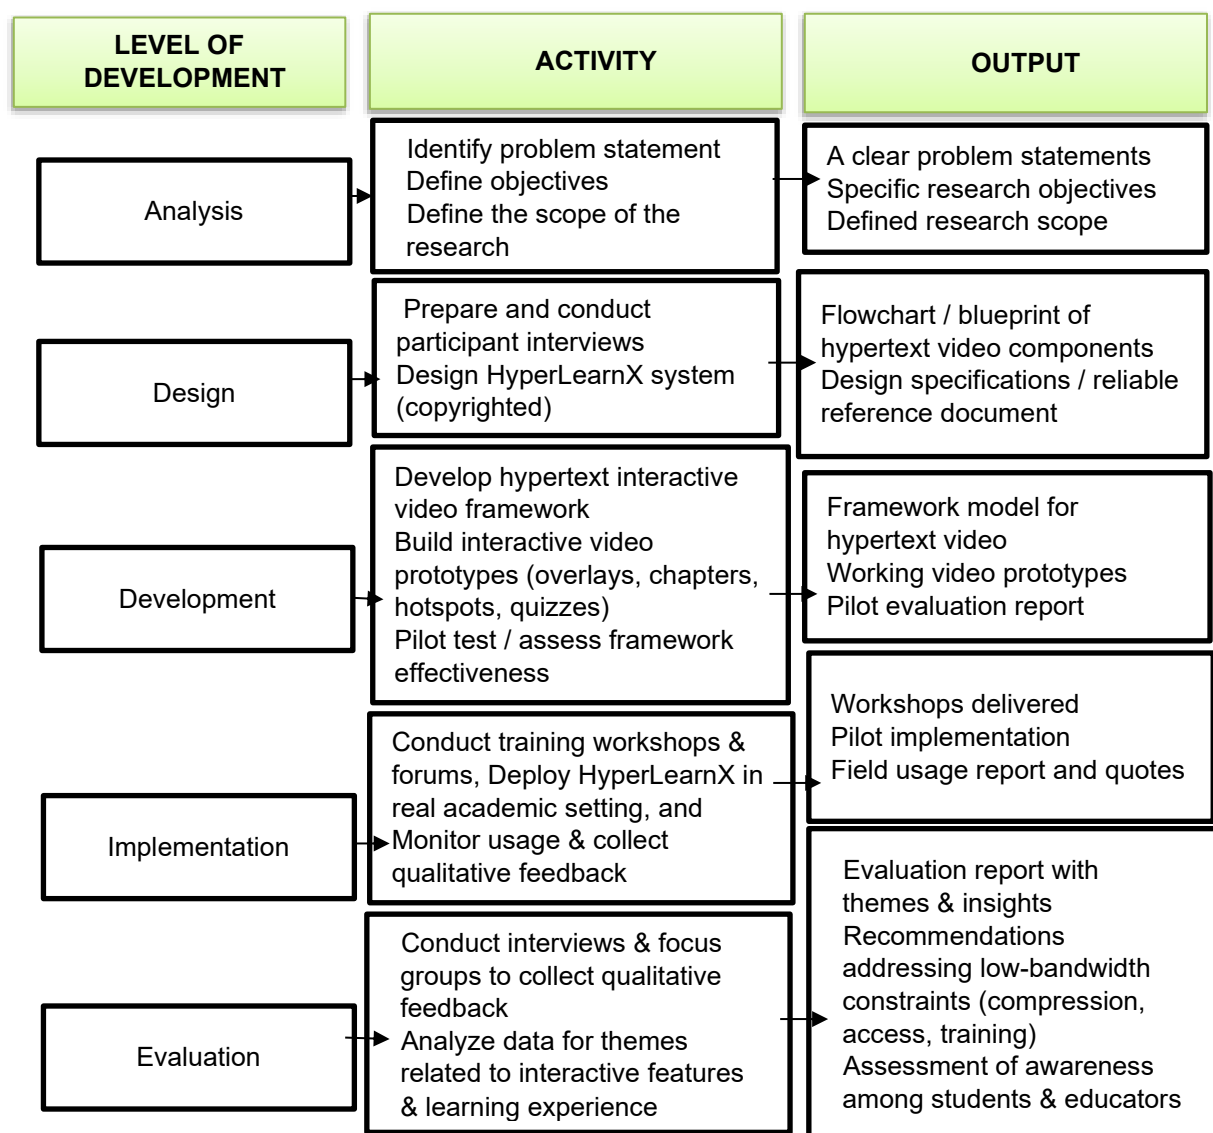 LEVEL OF
DEVELOPMENT
ACTIVITY
OUTPUT
Analysis
Identify problem statement
Define objectives
Define the scope of the
research
A clear problem statements
Specific research objectives
Defined research scope
Design
Prepare and conduct
participant interviews
Design HyperLearnX system
(copyrighted)
Flowchart / blueprint of
hypertext video components
Design specifications / reliable
reference document
Development
Develop hypertext interactive
video framework
Build interactive video
prototypes (overlays, chapters,
hotspots, quizzes)
Pilot test / assess framework
effectiveness
Framework model for
hypertext video
Working video prototypes
Pilot evaluation report
Implementation
Conduct training workshops &
forums, Deploy HyperLearnX in
real academic setting, and
Monitor usage & collect
qualitative feedback
Workshops delivered
Pilot implementation
Field usage report and quotes
Evaluation
Conduct interviews & focus
groups to collect qualitative
feedback
Analyze data for themes
related to interactive features
& learning experience
Evaluation report with
themes & insights
Recommendations
addressing low-bandwidth
constraints (compression,
access, training)
Assessment of awareness
among students & educators